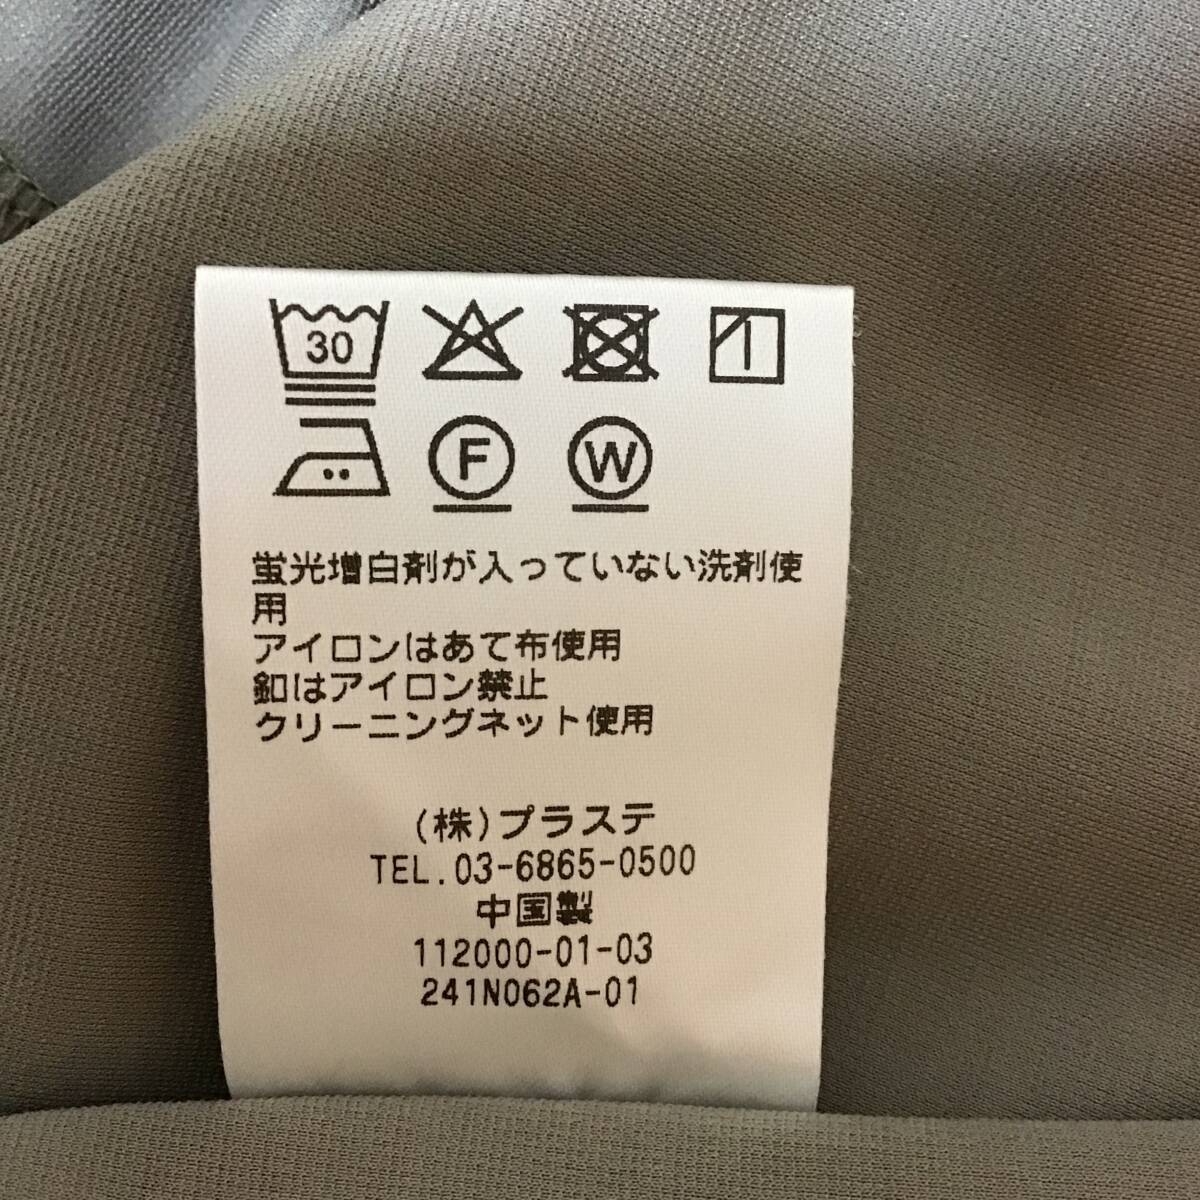 30
F W
蛍光増白剤が入っていない洗剤使
用
アイロンはあて布使用
釦はアイロン禁止
クリーニングネット使用
(株)プラステ
TEL.03-6865-0500
中国製
112000-01-03
241N062A-01